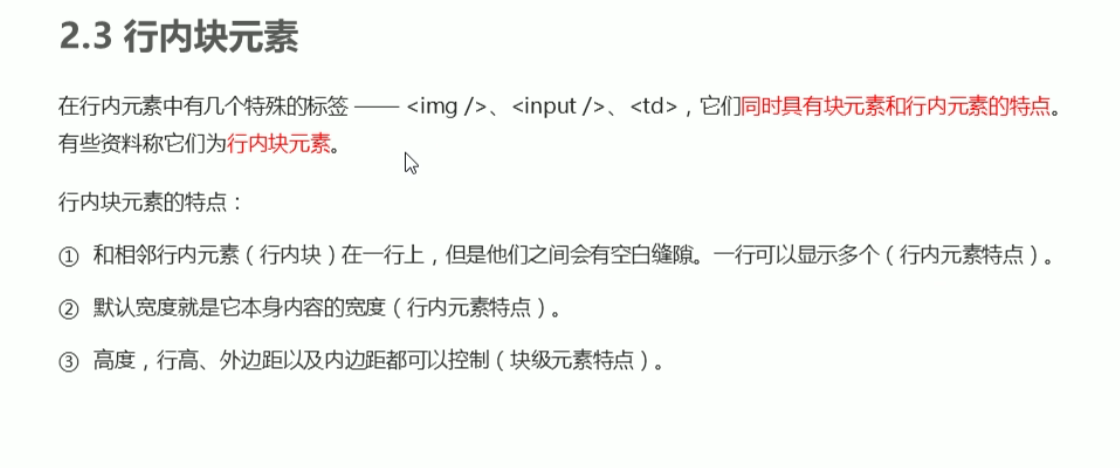 2.3 行内块元素
在行内元素中有几个特殊的标签 —— <img />、<input />、<td>，它们同时具有块元素和行内元素的特点。
有些资料称它们为行内块元素。
行内块元素的特点：
① 和相邻行内元素（行内块）在一行上，但是他们之间会有空白缝隙。一行可以显示多个（行内元素特点）。
② 默认宽度就是它本身内容的宽度（行内元素特点）。
③ 高度，行高、外边距以及内边距都可以控制（块级元素特点）。